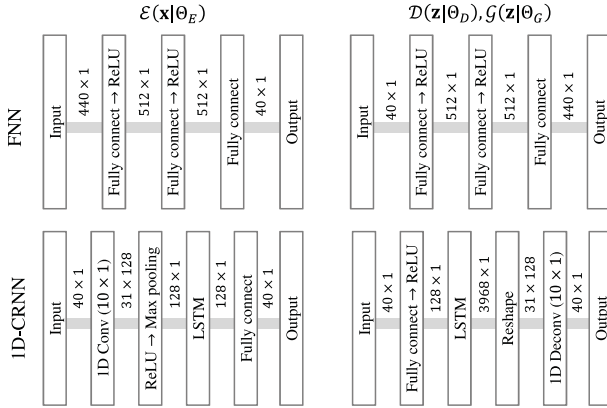 ℰ(𝐱|Θ_E)
𝒟(𝐳|Θ_D), 𝒢(𝐳|Θ_G)
FNN
Input
440 × 1
Fully connect → ReLU
512 × 1
Fully connect → ReLU
512 × 1
Fully connect
40 × 1
Output
Input
40 × 1
Fully connect → ReLU
512 × 1
Fully connect → ReLU
512 × 1
Fully connect
440 × 1
Output
1D-CRNN
Input
40 × 1
1D Conv (10 × 1)
31 × 128
ReLU → Max pooling
128 × 1
LSTM
128 × 1
Fully connect
40 × 1
Output
Input
40 × 1
Fully connect → ReLU
128 × 1
LSTM
3968 × 1
Reshape
31 × 128
1D Deconv (10 × 1)
40 × 1
Output